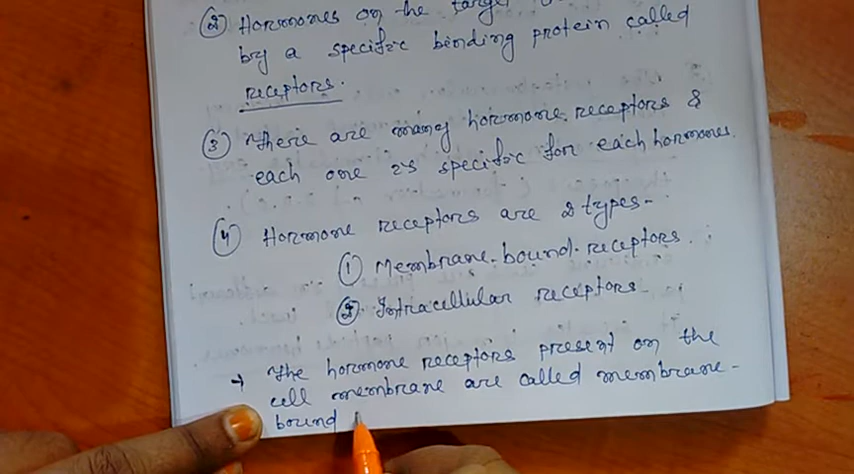 ② Hormones on the target
by a specific binding protein called
receptors.
③ There are many hormone receptors &
each one is specific for each hormones.
④ Hormone receptors are 2 types-
① Membrane-bound receptors.
② Intracellular receptors-
→ The hormone receptors present on the
cell membrane are called membrane-
bound